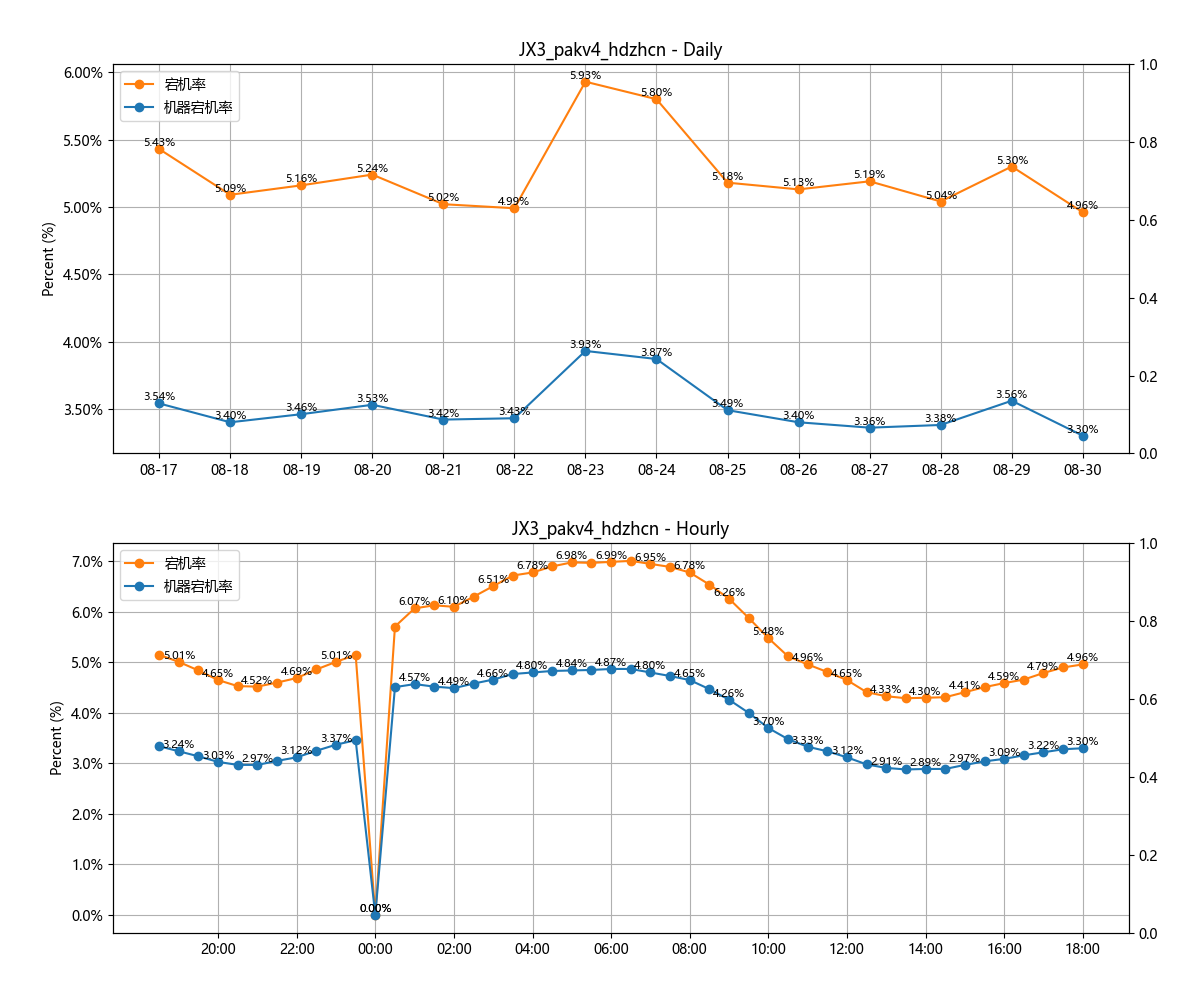 JX3_pakv4_hdzhcn - Daily
宕机率
机器宕机率
Percent (%)
6.00%
5.50%
5.00%
4.50%
4.00%
3.50%
1.0
0.8
0.6
0.4
0.2
0.0
5.43% 5.09% 5.16% 5.24% 5.02% 4.99% 5.93% 5.80% 5.18% 5.13% 5.19% 5.04% 5.30% 4.96%
3.54% 3.40% 3.46% 3.53% 3.42% 3.43% 3.93% 3.87% 3.49% 3.40% 3.36% 3.38% 3.56% 3.30%
08-17 08-18 08-19 08-20 08-21 08-22 08-23 08-24 08-25 08-26 08-27 08-28 08-29 08-30
JX3_pakv4_hdzhcn - Hourly
宕机率
机器宕机率
Percent (%)
7.0%
6.0%
5.0%
4.0%
3.0%
2.0%
1.0%
0.0%
1.0
0.8
0.6
0.4
0.2
0.0
5.01% 4.65% 4.52% 4.69% 5.01% 0.00% 6.07% 6.10% 6.51% 6.78% 6.98% 6.99% 6.95% 6.78% 6.26% 5.48% 4.96% 4.65% 4.33% 4.30% 4.41% 4.59% 4.79% 4.96%
3.24% 3.03% 2.97% 3.12% 3.37% 0.00% 4.57% 4.49% 4.66% 4.80% 4.84% 4.87% 4.80% 4.65% 4.26% 3.70% 3.33% 3.12% 2.91% 2.89% 2.97% 3.09% 3.22% 3.30%
20:00 22:00 00:00 02:00 04:00 06:00 08:00 10:00 12:00 14:00 16:00 18:00